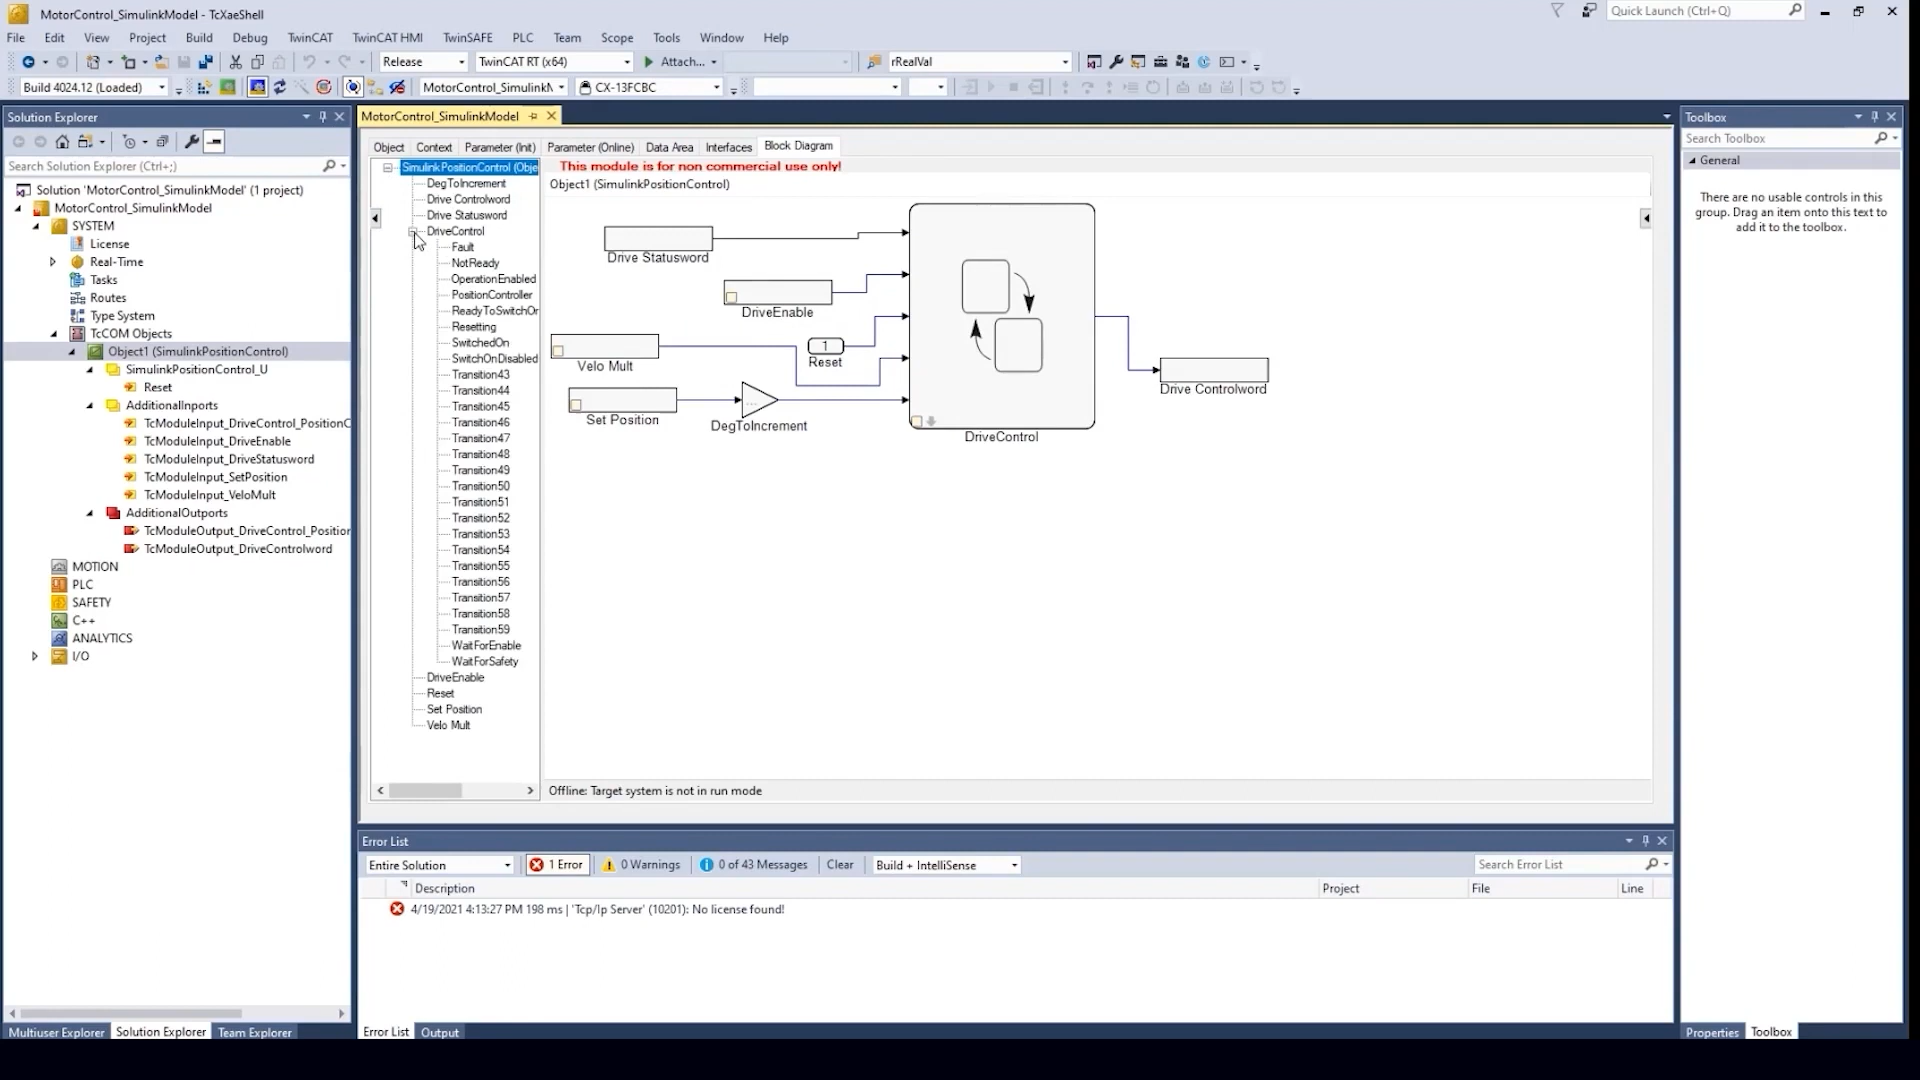 MotorControl_SimulinkModel - TcXaeShell
Quick Launch (Ctrl+Q)
File Edit View Project Build Debug TwinCAT TwinCAT HMI TwinSAFE PLC Team Scope Tools Window Help
Release TwinCAT RT (x64) Attach... rRealVal
Build 4024.12 (Loaded) MotorControl_Simulink CX-13FCBC
Solution Explorer
Search Solution Explorer (Ctrl+;)
Solution 'MotorControl_SimulinkModel' (1 project)
MotorControl_SimulinkModel
SYSTEM
License
Real-Time
Tasks
Routes
Type System
TcCOM Objects
Object1 (SimulinkPositionControl)
SimulinkPositionControl_U
Reset
AdditionalInports
TcModuleInput_DriveControl_PositionC
TcModuleInput_DriveEnable
TcModuleInput_DriveStatusword
TcModuleInput_SetPosition
TcModuleInput_VeloMult
AdditionalOutports
TcModuleOutput_DriveControl_Position
TcModuleOutput_DriveControlword
MOTION
PLC
SAFETY
C++
ANALYTICS
I/O
Multiuser Explorer Solution Explorer Team Explorer
MotorControl_SimulinkModel
Object Context Parameter (Init) Parameter (Online) Data Area Interfaces Block Diagram
SimulinkPositionControl (Obje
DegToIncrement
Drive Controlword
Drive Statusword
DriveControl
Fault
NotReady
OperationEnabled
PositionController
ReadyToSwitchOr
Resetting
SwitchedOn
SwitchOnDisabled
Transition43
Transition44
Transition45
Transition46
Transition47
Transition48
Transition49
Transition50
Transition51
Transition52
Transition53
Transition54
Transition55
Transition56
Transition57
Transition58
Transition59
WaitForEnable
WaitForSafety
DriveEnable
Reset
Set Position
Velo Mult
This module is for non commercial use only!
Object1 (SimulinkPositionControl)
Drive Statusword
DriveEnable
Velo Mult
1
Reset
Set Position
...
DegToIncrement
DriveControl
Drive Controlword
Offline: Target system is not in run mode
Error List
Entire Solution 1 Error 0 Warnings 0 of 43 Messages Clear Build + IntelliSense Search Error List
Description Project File Line
4/19/2021 4:13:27 PM 198 ms | 'Tcp/Ip Server' (10201): No license found!
Error List Output
Toolbox
Search Toolbox
General
There are no usable controls in this
group. Drag an item onto this text to
add it to the toolbox.
Properties Toolbox